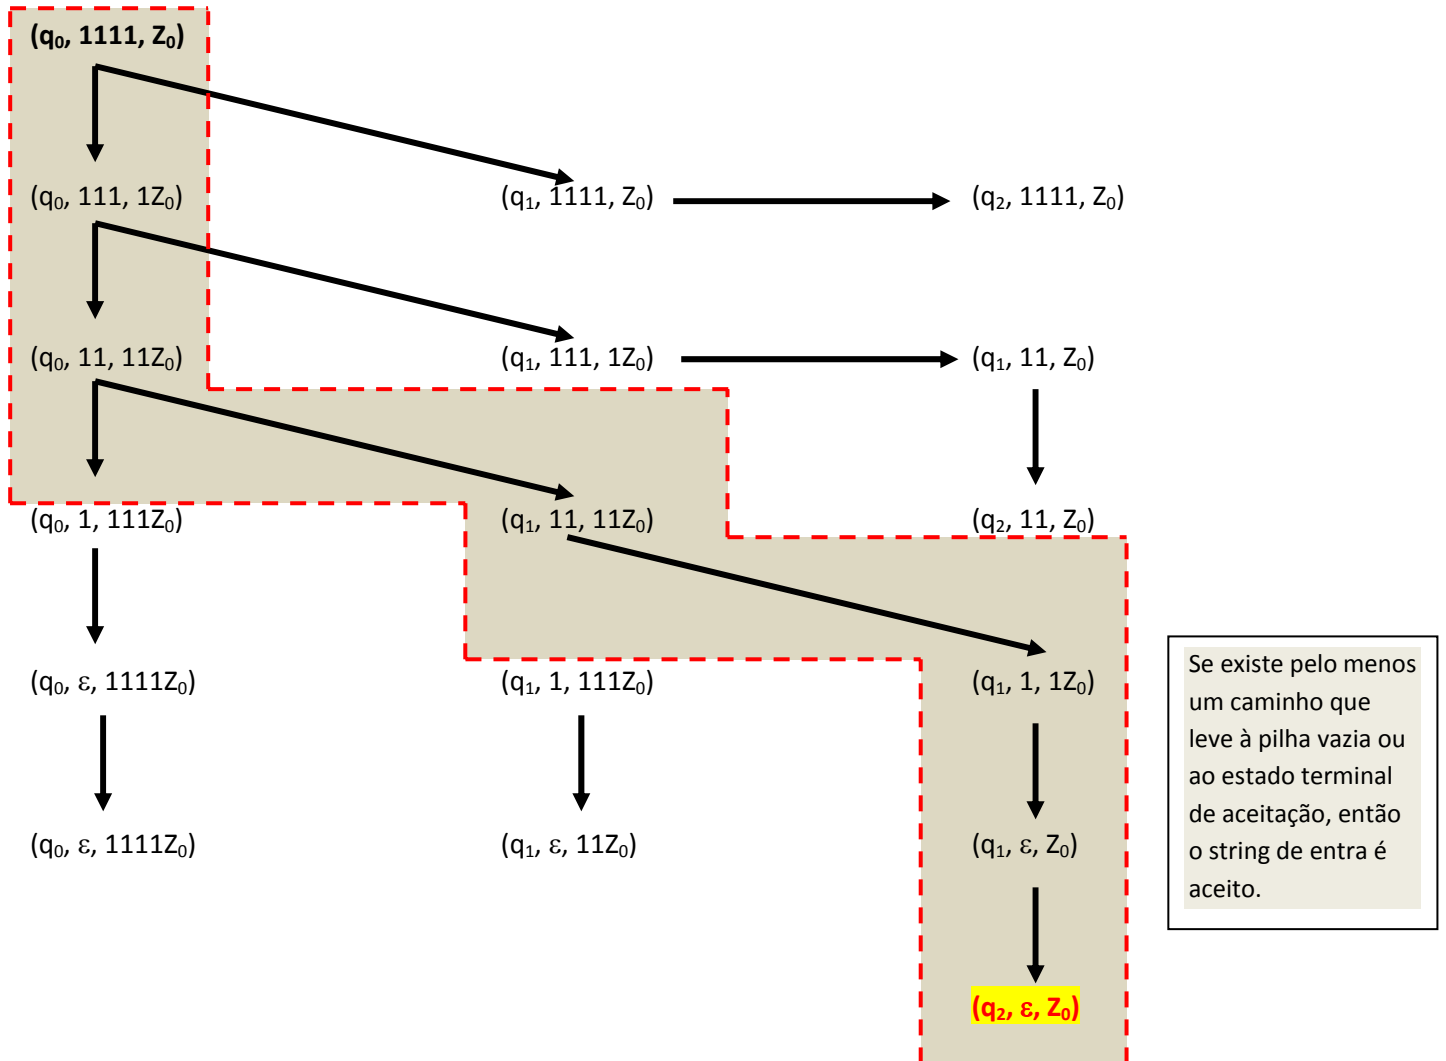 (q₀, 1111, Z₀)
(q₀, 111, 1Z₀)
(q₁, 1111, Z₀)
(q₂, 1111, Z₀)
(q₀, 11, 11Z₀)
(q₁, 111, 1Z₀)
(q₁, 11, Z₀)
(q₀, 1, 111Z₀)
(q₁, 11, 11Z₀)
(q₂, 11, Z₀)
(q₀, ε, 1111Z₀)
(q₁, 1, 111Z₀)
(q₁, 1, 1Z₀)
(q₀, ε, 1111Z₀)
(q₁, ε, 11Z₀)
(q₁, ε, Z₀)
(q₂, ε, Z₀)
Se existe pelo menos
um caminho que
leve à pilha vazia ou
ao estado terminal
de aceitação, então
o string de entra é
aceito.